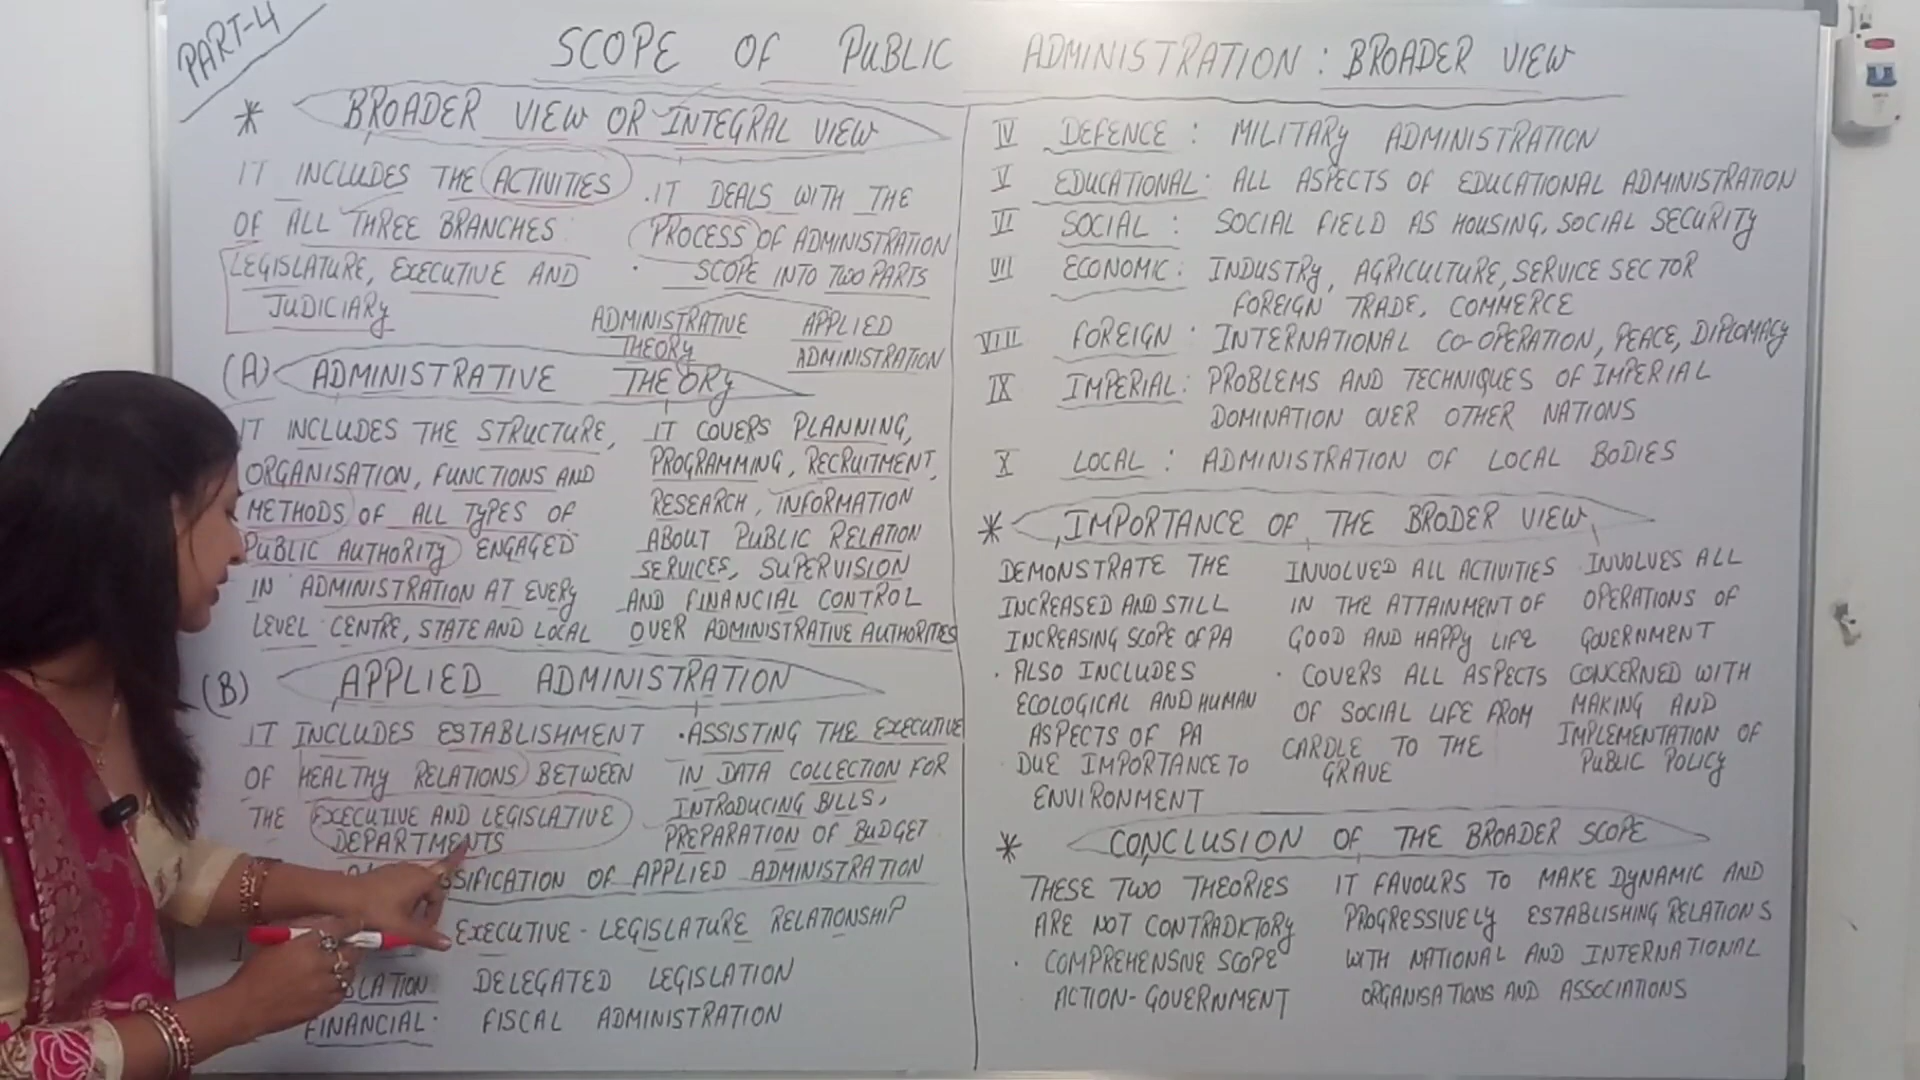 PART-4
SCOPE OF PUBLIC ADMINISTRATION : BROADER VIEW
* BROADER VIEW OR INTEGRAL VIEW
IT INCLUDES THE ACTIVITIES
OF ALL THREE BRANCHES:
LEGISLATURE, EXECUTIVE AND
JUDICIARY
. IT DEALS WITH THE
PROCESS OF ADMINISTRATION
. SCOPE INTO TWO PARTS
ADMINISTRATIVE THEORY
APPLIED ADMINISTRATION
(A) ADMINISTRATIVE THEORY
IT INCLUDES THE STRUCTURE,
ORGANISATION, FUNCTIONS AND
METHODS OF ALL TYPES OF
PUBLIC AUTHORITY ENGAGED
IN ADMINISTRATION AT EVERY
LEVEL CENTRE, STATE AND LOCAL
IT COVERS PLANNING,
PROGRAMMING, RECRUITMENT,
RESEARCH, INFORMATION
ABOUT PUBLIC RELATION
SERVICES, SUPERVISION
AND FINANCIAL CONTROL
OVER ADMINISTRATIVE AUTHORITIES
(B) APPLIED ADMINISTRATION
IT INCLUDES ESTABLISHMENT
OF HEALTHY RELATIONS BETWEEN
THE EXECUTIVE AND LEGISLATIVE
DEPARTMENTS
. ASSISTING THE EXECUTIVE
IN DATA COLLECTION FOR
INTRODUCING BILLS,
PREPARATION OF BUDGET
OF APPLIED ADMINISTRATION
EXECUTIVE - LEGISLATURE RELATIONSHIP
DELEGATED LEGISLATION
FINANCIAL: FISCAL ADMINISTRATION
IV DEFENCE : MILITARY ADMINISTRATION
V EDUCATIONAL: ALL ASPECTS OF EDUCATIONAL ADMINISTRATION
VI SOCIAL : SOCIAL FIELD AS HOUSING, SOCIAL SECURITY
VII ECONOMIC: INDUSTRY, AGRICULTURE, SERVICE SECTOR
FOREIGN TRADE, COMMERCE
VIII FOREIGN : INTERNATIONAL CO-OPERATION, PEACE, DIPLOMACY
IX IMPERIAL: PROBLEMS AND TECHNIQUES OF IMPERIAL
DOMINATION OVER OTHER NATIONS
X LOCAL : ADMINISTRATION OF LOCAL BODIES
* IMPORTANCE OF THE BRODER VIEW
DEMONSTRATE THE
INCREASED AND STILL
INCREASING SCOPE OF PA
. ALSO INCLUDES
ECOLOGICAL AND HUMAN
ASPECTS OF PA
DUE IMPORTANCE TO
ENVIRONMENT
INVOLVED ALL ACTIVITIES
IN THE ATTAINMENT OF
GOOD AND HAPPY LIFE
. COVERS ALL ASPECTS
OF SOCIAL LIFE FROM
CARDLE TO THE
GRAVE
INVOLVES ALL
OPERATIONS OF
GOVERNMENT
CONCERNED WITH
MAKING AND
IMPLEMENTATION OF
PUBLIC POLICY
* CONCLUSION OF THE BROADER SCOPE
THESE TWO THEORIES
ARE NOT CONTRADICTORY
. COMPREHENSIVE SCOPE
ACTION-GOVERNMENT
IT FAVOURS TO MAKE DYNAMIC AND
PROGRESSIVELY ESTABLISHING RELATIONS
WITH NATIONAL AND INTERNATIONAL
ORGANISATIONS AND ASSOCIATIONS